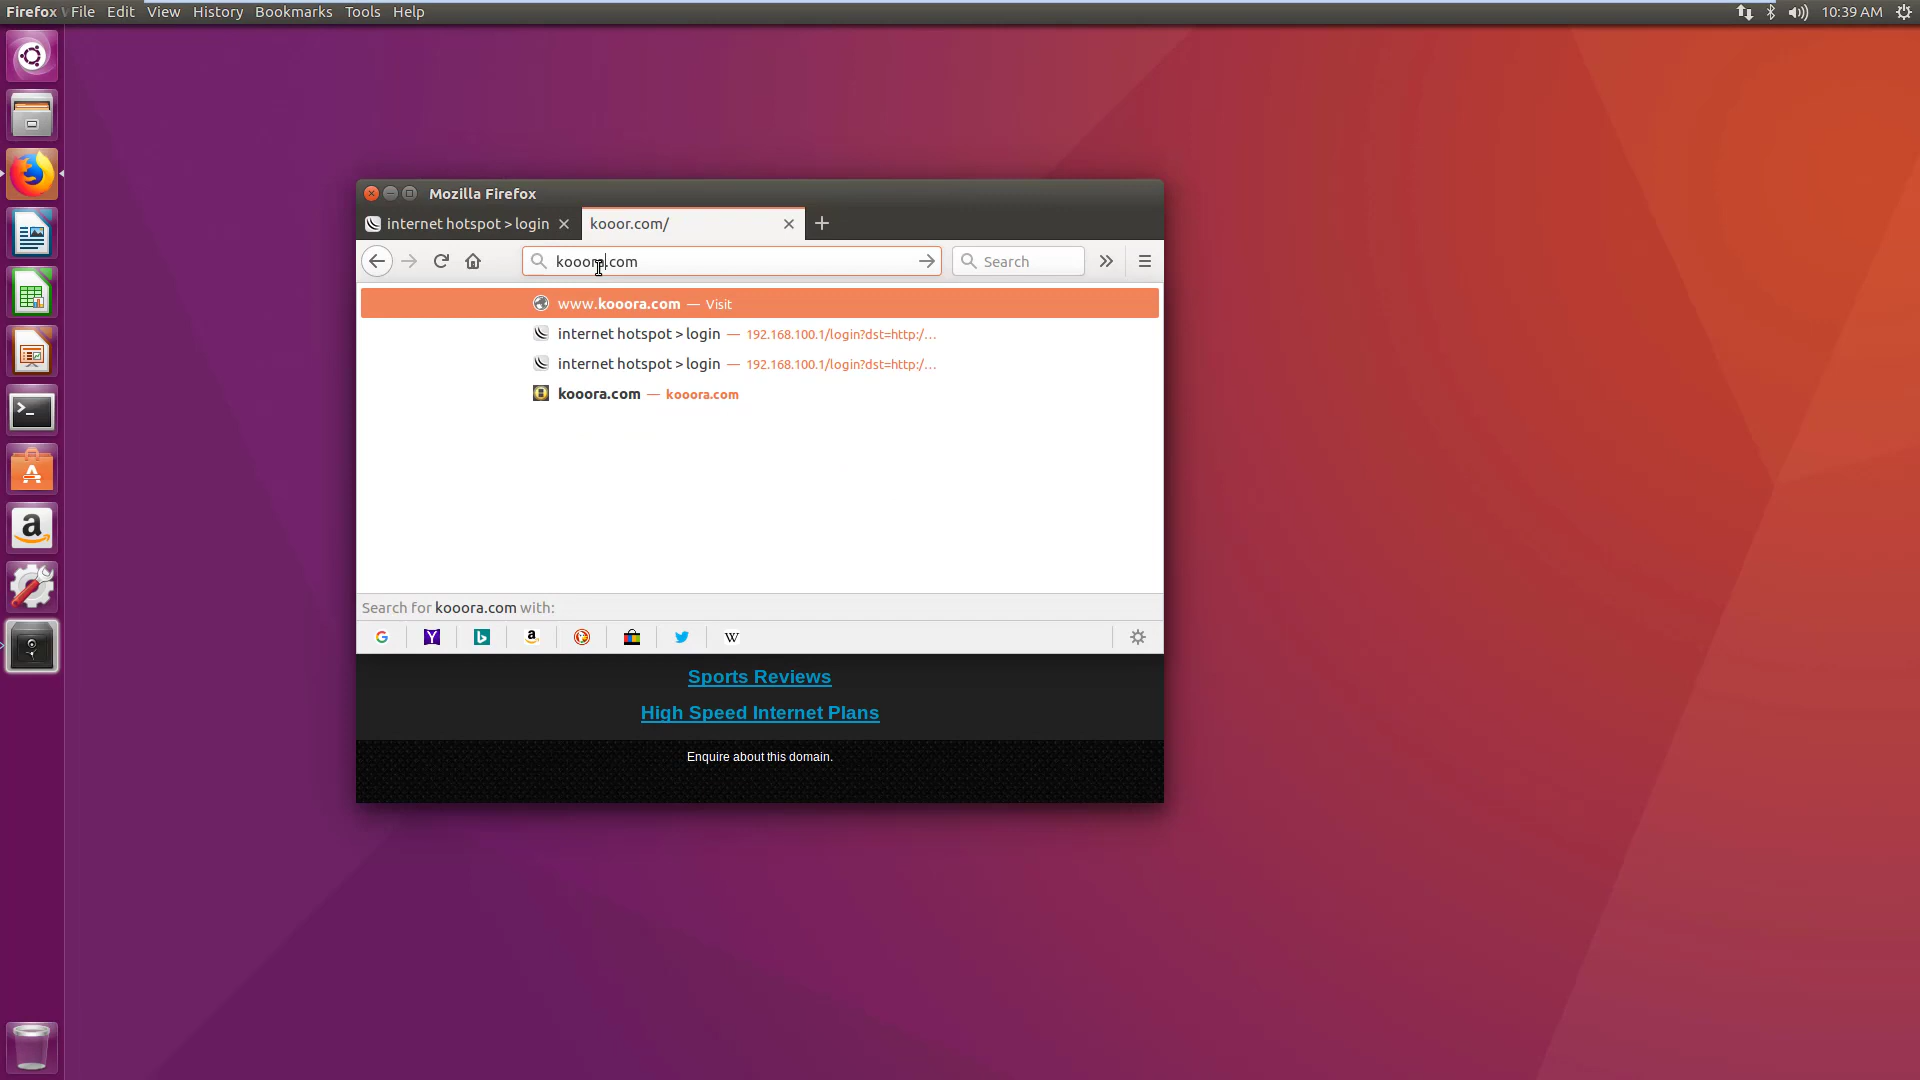 Firefox File Edit View History Bookmarks Tools Help 10:39 AM
Mozilla Firefox
internet hotspot > login kooor.com/
kooora.com Search
www.kooora.com — Visit
internet hotspot > login — 192.168.100.1/login?dst=http:/...
internet hotspot > login — 192.168.100.1/login?dst=http:/...
kooora.com — kooora.com
Search for kooora.com with:
Sports Reviews
High Speed Internet Plans
Enquire about this domain.